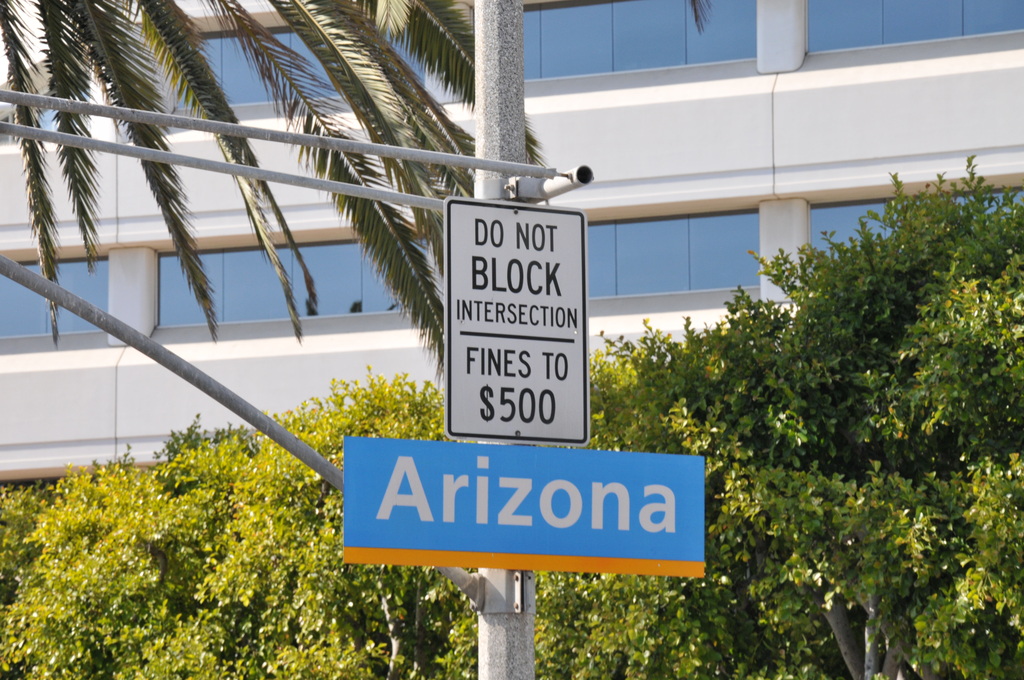 DO NOT
BLOCK
INTERSECTION
FINES TO
$500
Arizona